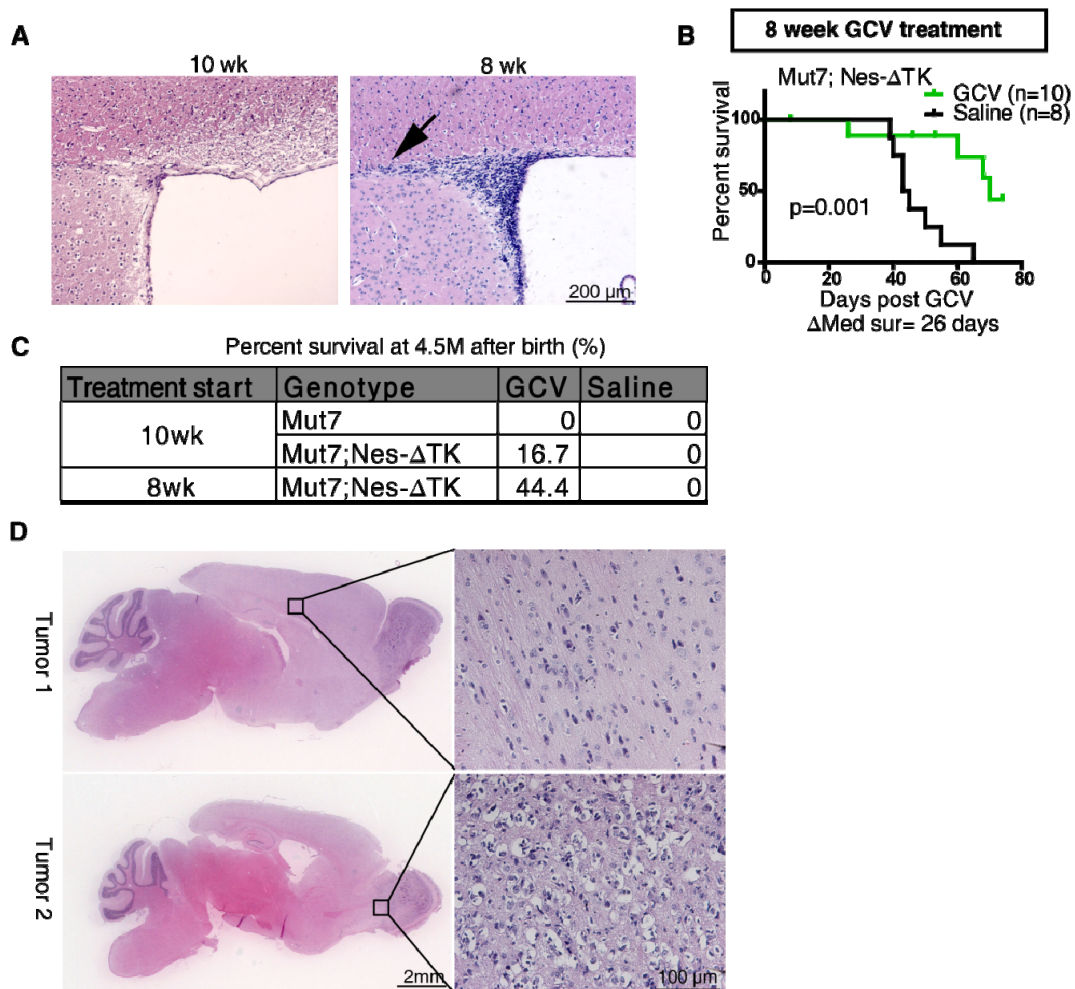 A
10 wk
8 wk
200 µm
B
8 week GCV treatment
Mut7; Nes-ΔTK
GCV (n=10)
Saline (n=8)
Percent survival
100
50
0
p=0.001
0 20 40 60 80
Days post GCV
ΔMed sur= 26 days
C
Percent survival at 4.5M after birth (%)
Treatment start Genotype GCV Saline
10wk Mut7 0 0
Mut7;Nes-ΔTK 16.7 0
8wk Mut7;Nes-ΔTK 44.4 0
D
Tumor 1
Tumor 2
2mm
100 µm